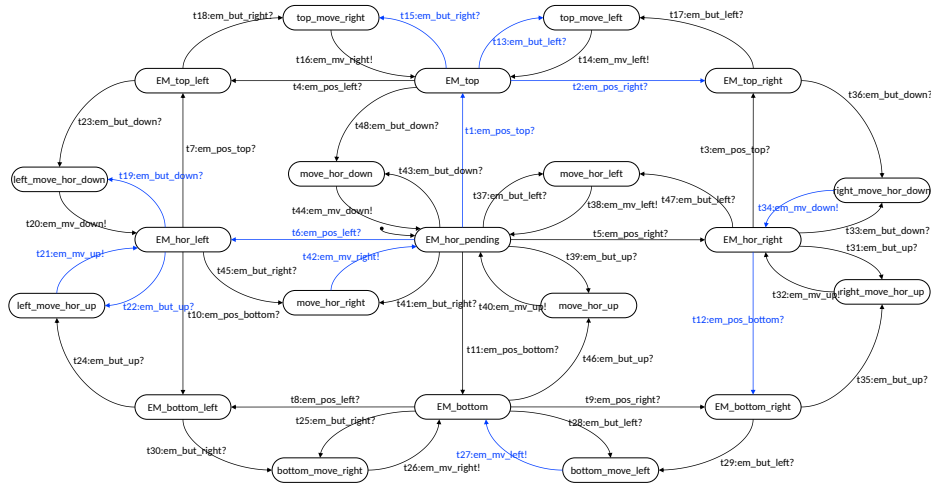 t18:em_but_right?
top_move_right
t15:em_but_right?
top_move_left
t17:em_but_left?
t13:em_but_left?
t16:em_mv_right!
t14:em_mv_left!
EM_top_left
t4:em_pos_left?
EM_top
t2:em_pos_right?
EM_top_right
t36:em_but_down?
t23:em_but_down?
t48:em_but_down?
t1:em_pos_top?
t7:em_pos_top?
t3:em_pos_top?
left_move_hor_down
t19:em_but_down?
move_hor_down
t43:em_but_down?
move_hor_left
t37:em_but_left?
t47:em_but_left?
right_move_hor_down
t38:em_mv_left!
t34:em_mv_down!
t44:em_mv_down!
t20:em_mv_down!
t6:em_pos_left?
t5:em_pos_right?
t33:em_but_down?
EM_hor_left
EM_hor_pending
EM_hor_right
t31:em_but_up?
t21:em_mv_up!
t42:em_mv_right!
t39:em_but_up?
t45:em_but_right?
t32:em_mv_up!
right_move_hor_up
left_move_hor_up
t22:em_but_up?
move_hor_right
t41:em_but_right?
t40:em_mv_up!
move_hor_up
t10:em_pos_bottom?
t12:em_pos_bottom?
t11:em_pos_bottom?
t24:em_but_up?
t46:em_but_up?
t35:em_but_up?
t8:em_pos_left?
t9:em_pos_right?
EM_bottom_left
EM_bottom
EM_bottom_right
t25:em_but_right?
t28:em_but_left?
t30:em_but_right?
t27:em_mv_left!
t29:em_but_left?
bottom_move_right
t26:em_mv_right!
bottom_move_left